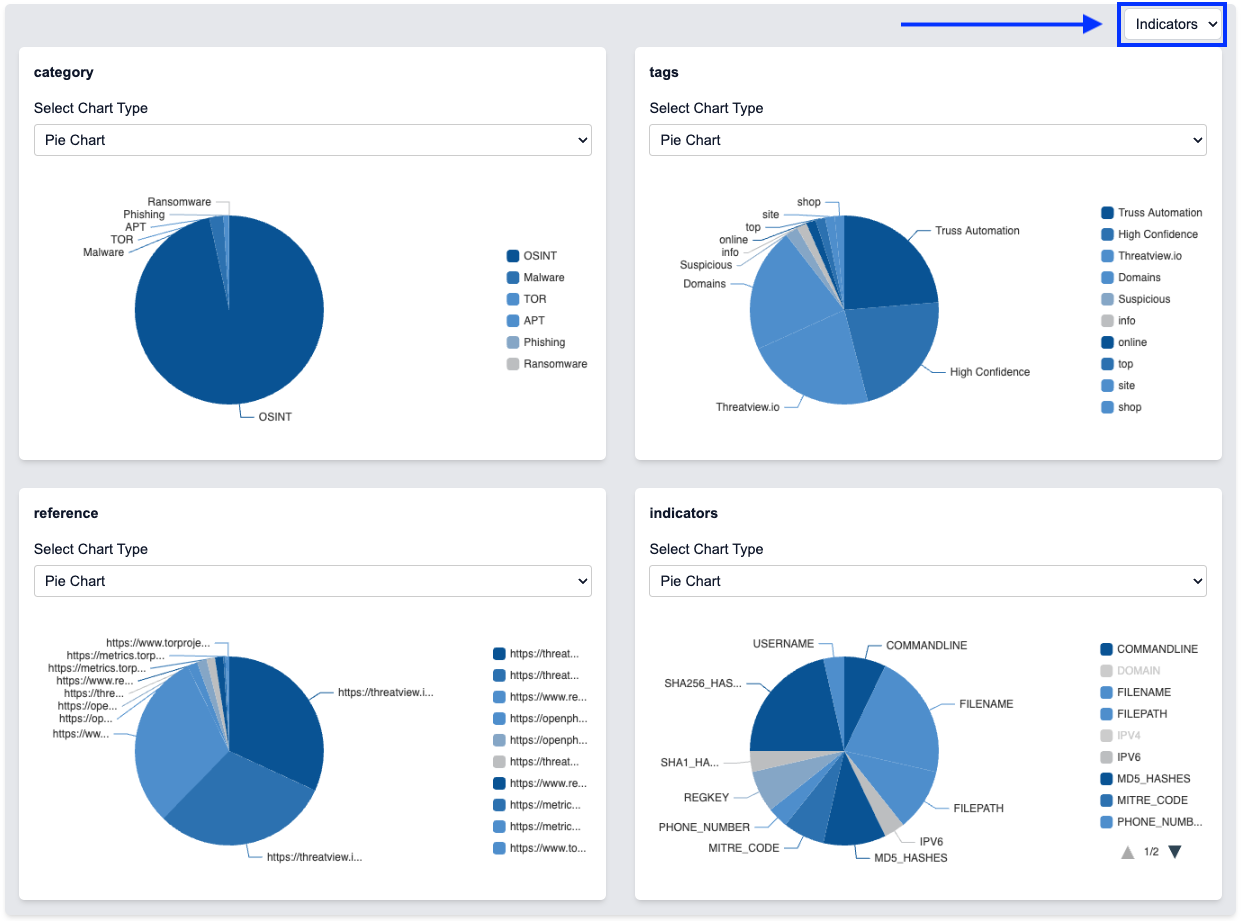 Indicators
category
Select Chart Type
Pie Chart
Ransomware
Phishing
APT
TOR
Malware
OSINT
OSINT
Malware
TOR
APT
Phishing
Ransomware
tags
Select Chart Type
Pie Chart
shop
site
top
online
info
Suspicious
Domains
Threatview.io
Truss Automation
High Confidence
Truss Automation
High Confidence
Threatview.io
Domains
Suspicious
info
online
top
site
shop
reference
Select Chart Type
Pie Chart
https://www.torproje...
https://metrics.torp...
https://metrics.torp...
https://www.re...
https://thre...
https://ope...
https://op...
https://ww...
https://threatview.i...
https://threatview.i...
https://threat...
https://threat...
https://www.re...
https://openph...
https://openph...
https://threat...
https://www.re...
https://metric...
https://metric...
https://www.to...
indicators
Select Chart Type
Pie Chart
USERNAME
SHA256_HAS...
SHA1_HA...
REGKEY
PHONE_NUMBER
MITRE_CODE
COMMANDLINE
FILENAME
FILEPATH
IPV6
MD5_HASHES
COMMANDLINE
DOMAIN
FILENAME
FILEPATH
IPV4
IPV6
MD5_HASHES
MITRE_CODE
PHONE_NUMB...
1/2